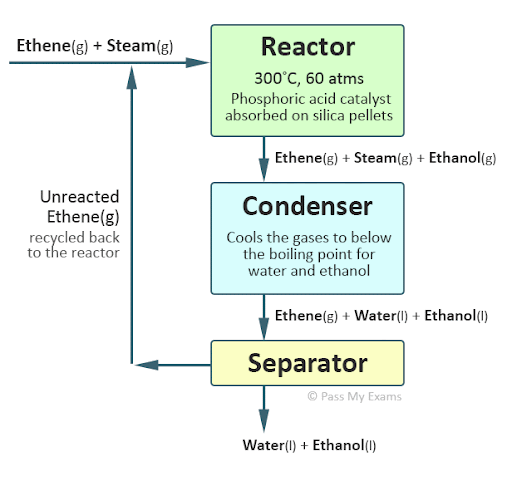 Ethene(g) + Steam(g)
Reactor
300°C, 60 atms
Phosphoric acid catalyst
absorbed on silica pellets
Ethene(g) + Steam(g) + Ethanol(g)
Unreacted
Ethene(g)
recycled back
to the reactor
Condenser
Cools the gases to below
the boiling point for
water and ethanol
Ethene(g) + Water(l) + Ethanol(l)
Separator
© Pass My Exams
Water(l) + Ethanol(l)